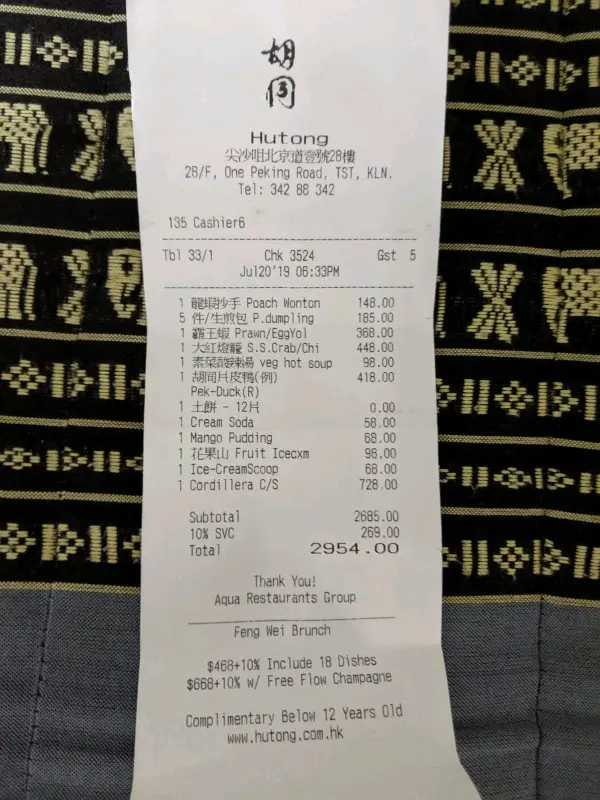 胡
同
Hutong
尖沙咀北京道壹號28樓
28/F, One Peking Road, TST, KLN.
Tel: 342 88 342
135 Cashier6
Tbl 33/1 Chk 3524 Gst 5
Jul20'19 06:33PM
1 龍蝦抄手 Poach Wonton 148.00
5 件/生煎包 P.dumpling 185.00
1 霸王蝦 Prawn/EggYol 368.00
1 大紅燈籠 S.S.Crab/Chi 448.00
1 素菜酸辣湯 veg hot soup 98.00
1 胡同片皮鴨(例) 418.00
Pek-Duck(R)
1 土餅 - 12片 0.00
1 Cream Soda 58.00
1 Mango Pudding 68.00
1 花果山 Fruit Icecxm 98.00
1 Ice-CreamScoop 68.00
1 Cordillera C/S 728.00
Subtotal 2685.00
10% SVC 269.00
Total 2954.00
Thank You!
Aqua Restaurants Group
Feng Wei Brunch
$468+10% Include 18 Dishes
$668+10% w/ Free Flow Champagne
Complimentary Below 12 Years Old
www.hutong.com.hk